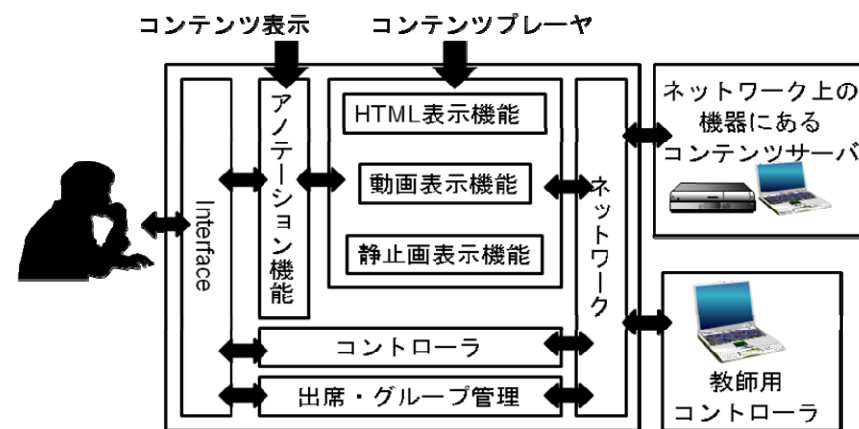 コンテンツ表示
コンテンツプレーヤ
Interface
アノテーション機能
HTML表示機能
動画表示機能
静止画表示機能
コントローラ
出席・グループ管理
ネットワーク
ネットワーク上の
機器にある
コンテンツサーバ
教師用
コントローラ